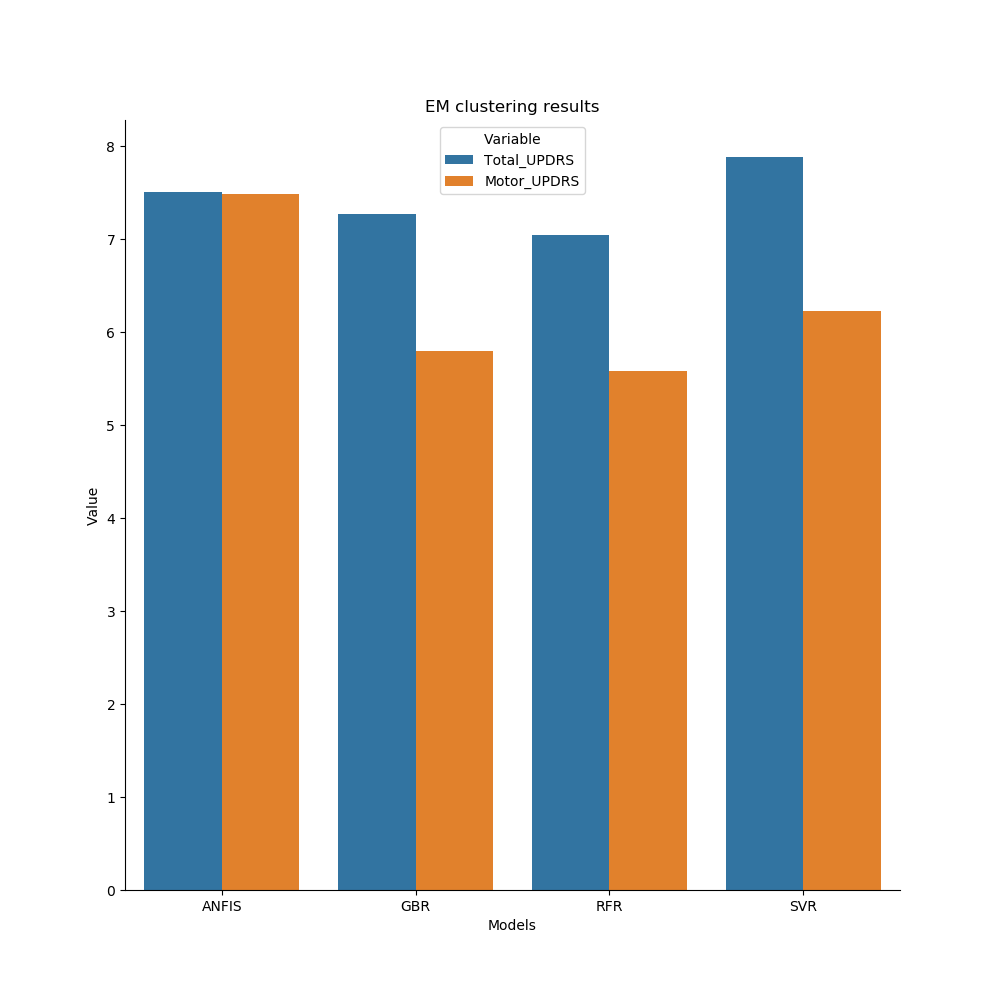 EM clustering results
Variable
Total_UPDRS
Motor_UPDRS
8
7
6
5
4
3
2
1
0
Value
ANFIS GBR RFR SVR
Models